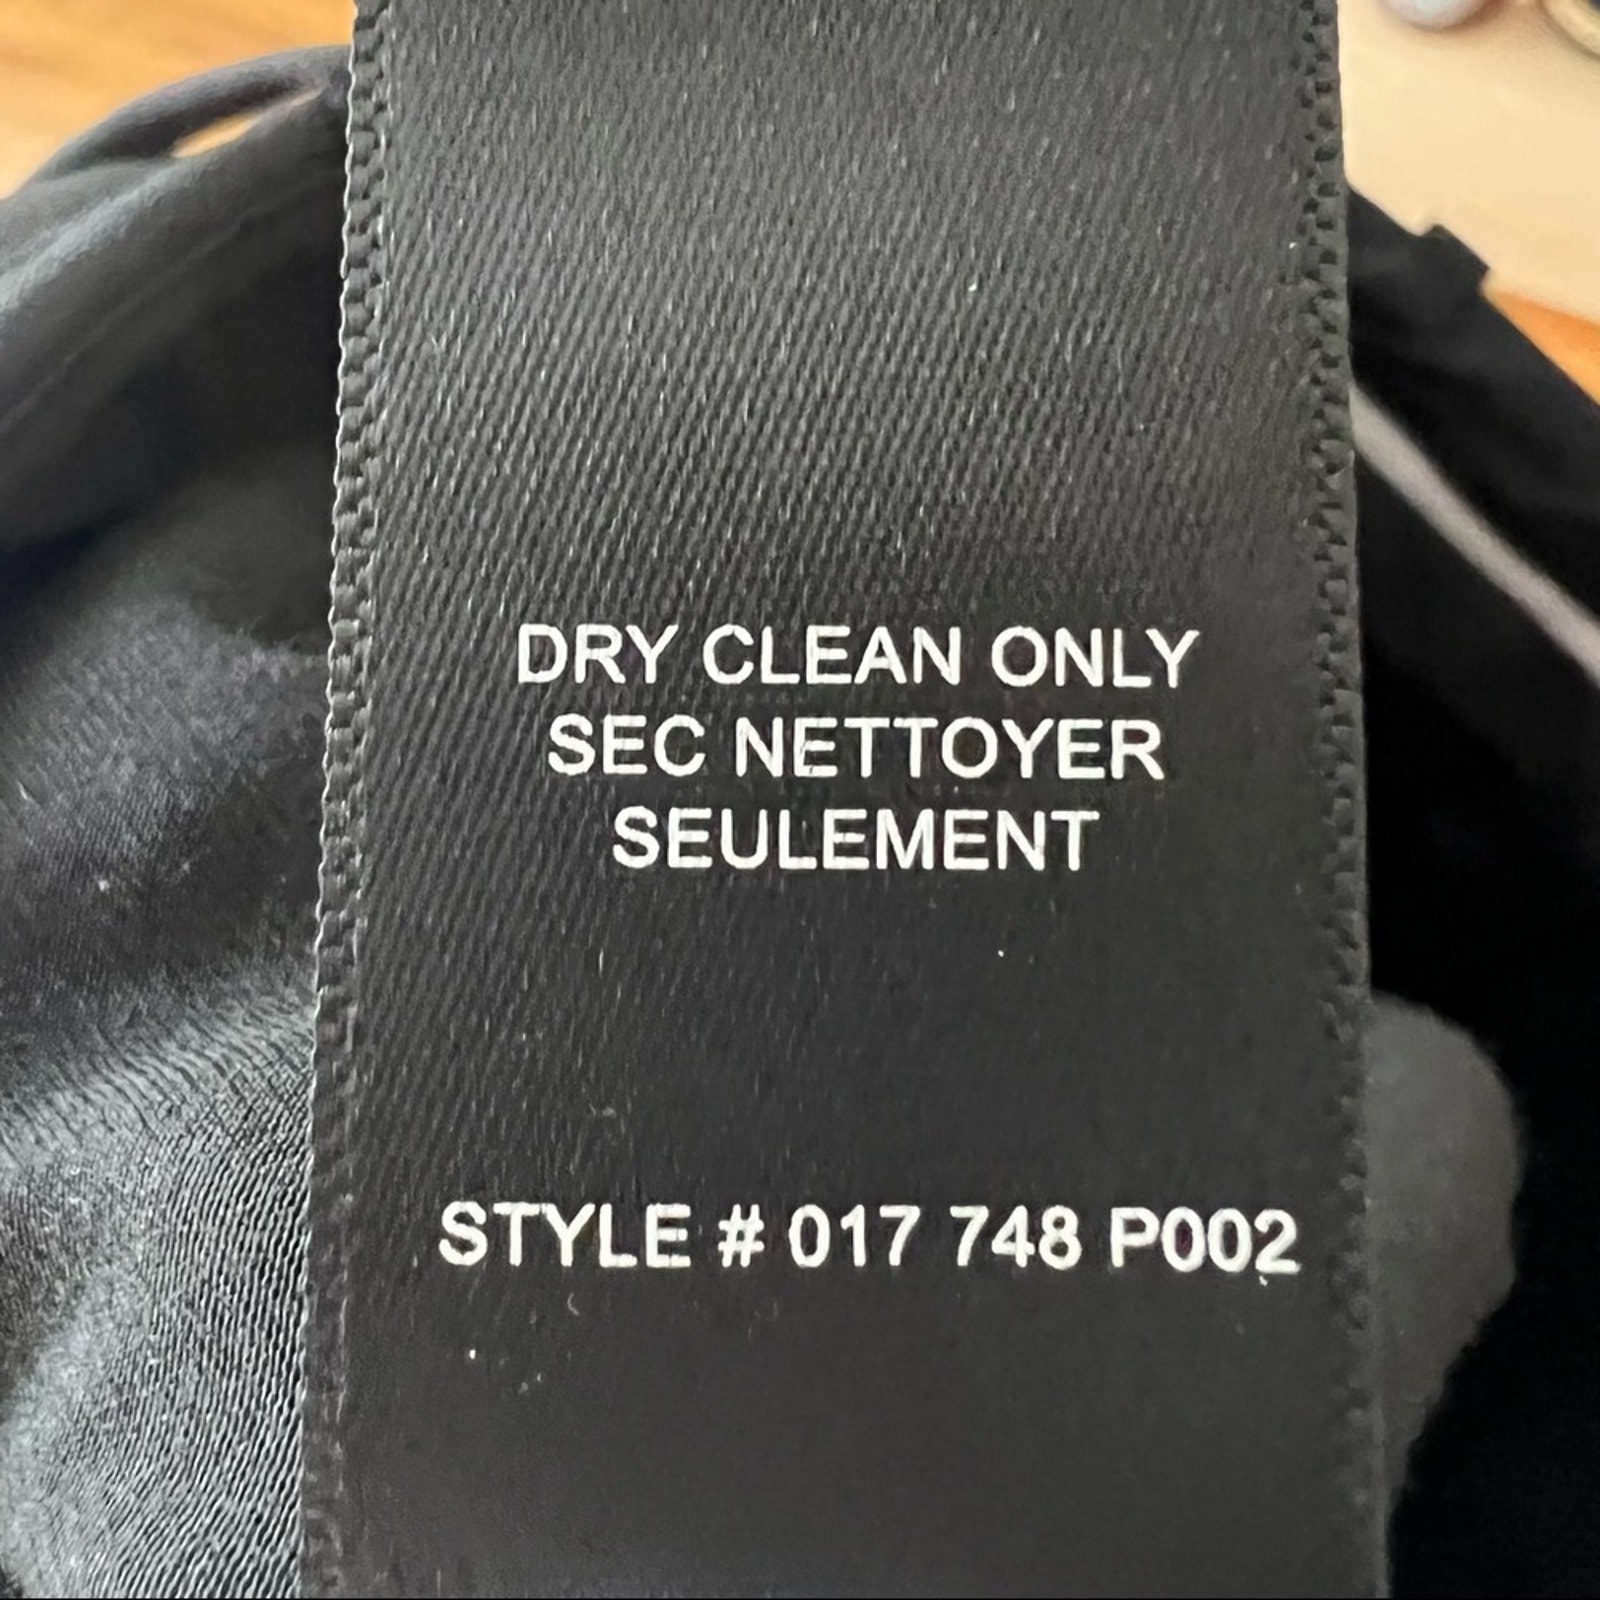 DRY CLEAN ONLY
SEC NETTOYER
SEULEMENT
STYLE # 017 748 P002